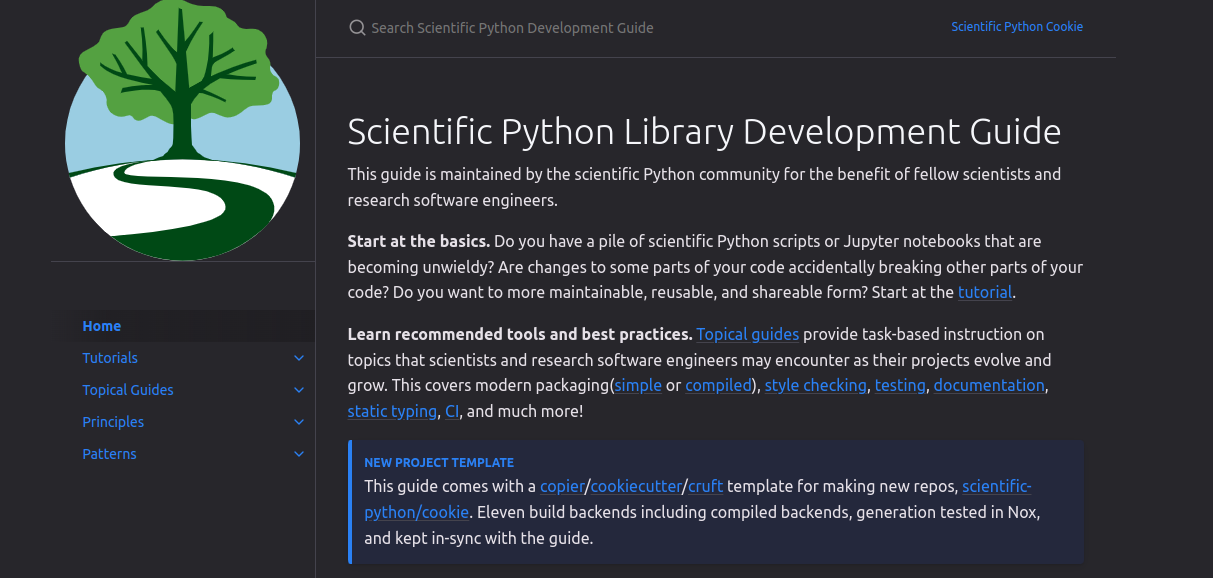 Search Scientific Python Development Guide
Scientific Python Cookie
Home
Tutorials
Topical Guides
Principles
Patterns
Scientific Python Library Development Guide
This guide is maintained by the scientific Python community for the benefit of fellow scientists and
research software engineers.
Start at the basics. Do you have a pile of scientific Python scripts or Jupyter notebooks that are
becoming unwieldy? Are changes to some parts of your code accidentally breaking other parts of your
code? Do you want to more maintainable, reusable, and shareable form? Start at the tutorial.
Learn recommended tools and best practices. Topical guides provide task-based instruction on
topics that scientists and research software engineers may encounter as their projects evolve and
grow. This covers modern packaging(simple or compiled), style checking, testing, documentation,
static typing, CI, and much more!
NEW PROJECT TEMPLATE
This guide comes with a copier/cookiecutter/cruft template for making new repos, scientific-
python/cookie. Eleven build backends including compiled backends, generation tested in Nox,
and kept in-sync with the guide.